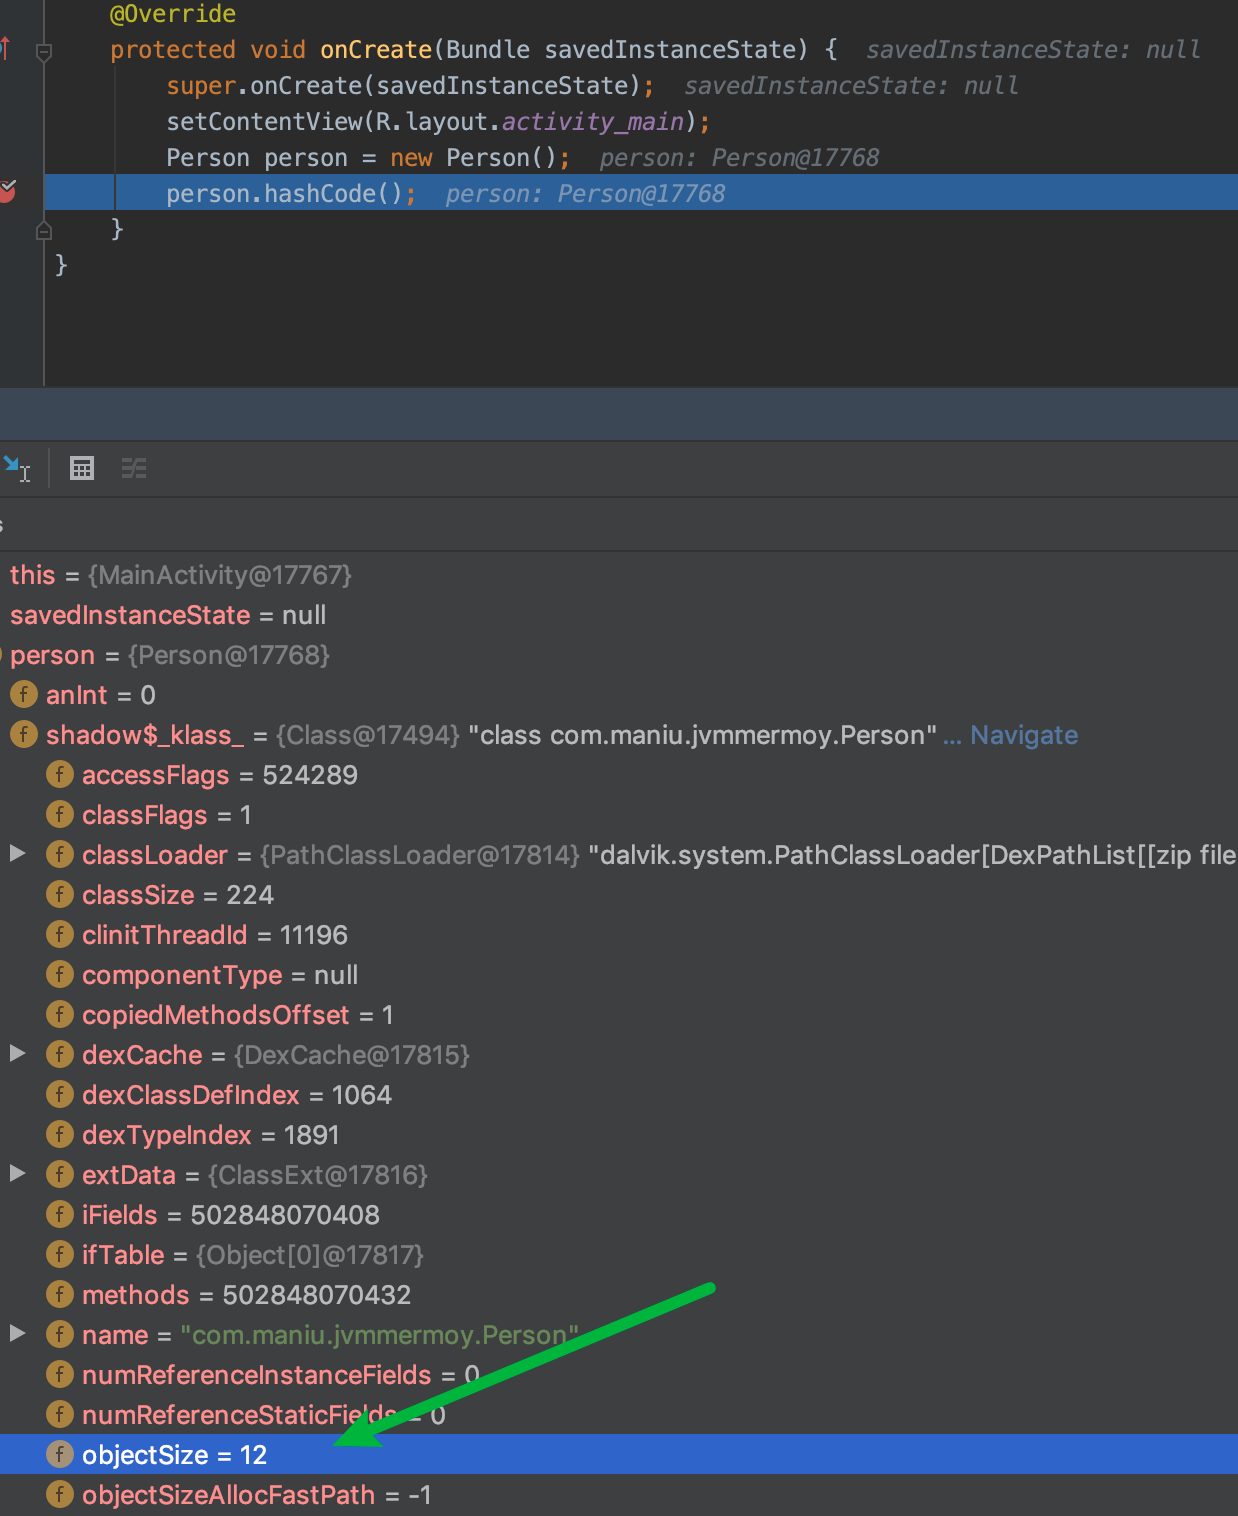 @Override
protected void onCreate(Bundle savedInstanceState) { savedInstanceState: null
super.onCreate(savedInstanceState); savedInstanceState: null
setContentView(R.layout.activity_main);
Person person = new Person(); person: Person@17768
person.hashCode(); person: Person@17768
}
}
s
this = {MainActivity@17767}
savedInstanceState = null
person = {Person@17768}
f anInt = 0
f shadow$_klass_ = {Class@17494} "class com.maniu.jvmmermoy.Person" ... Navigate
f accessFlags = 524289
f classFlags = 1
f classLoader = {PathClassLoader@17814} "dalvik.system.PathClassLoader[DexPathList[[zip file
f classSize = 224
f clinitThreadId = 11196
f componentType = null
f copiedMethodsOffset = 1
f dexCache = {DexCache@17815}
f dexClassDefIndex = 1064
f dexTypeIndex = 1891
f extData = {ClassExt@17816}
f iFields = 502848070408
f ifTable = {Object[0]@17817}
f methods = 502848070432
f name = "com.maniu.jvmmermoy.Person"
f numReferenceInstanceFields = 0
f numReferenceStaticFields = 0
f objectSize = 12
f objectSizeAllocFastPath = -1